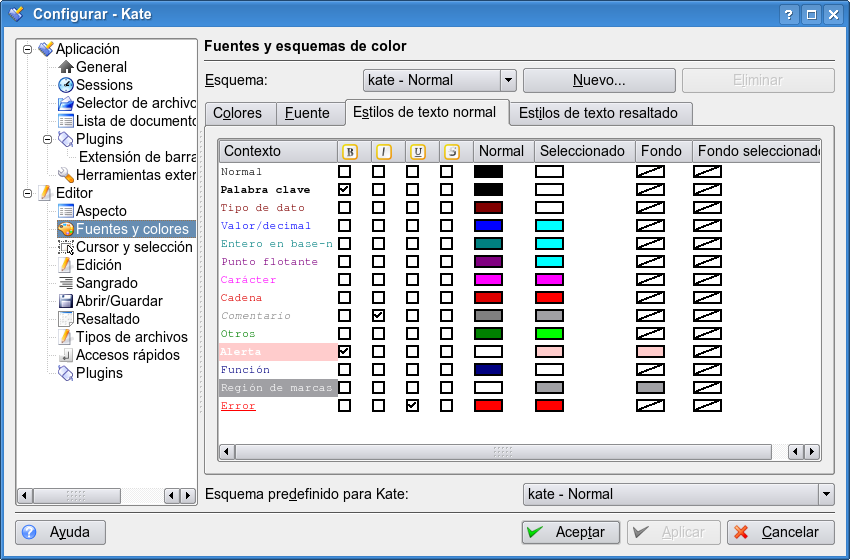 Configurar - Kate
Aplicación
General
Sessions
Selector de archivo
Lista de documento
Plugins
Extensión de barra
Herramientas exter
Editor
Aspecto
Fuentes y colores
Cursor y selección
Edición
Sangrado
Abrir/Guardar
Resaltado
Tipos de archivos
Accesos rápidos
Plugins
Fuentes y esquemas de color
Esquema: kate - Normal Nuevo... Eliminar
Colores Fuente Estilos de texto normal Estilos de texto resaltado
Contexto B I U S Normal Seleccionado Fondo Fondo seleccionado
Normal
Palabra clave
Tipo de dato
Valor/decimal
Entero en base-n
Punto flotante
Carácter
Cadena
Comentario
Otros
Alerta
Función
Región de marcas
Error
Esquema predefinido para Kate: kate - Normal
Ayuda Aceptar Aplicar Cancelar